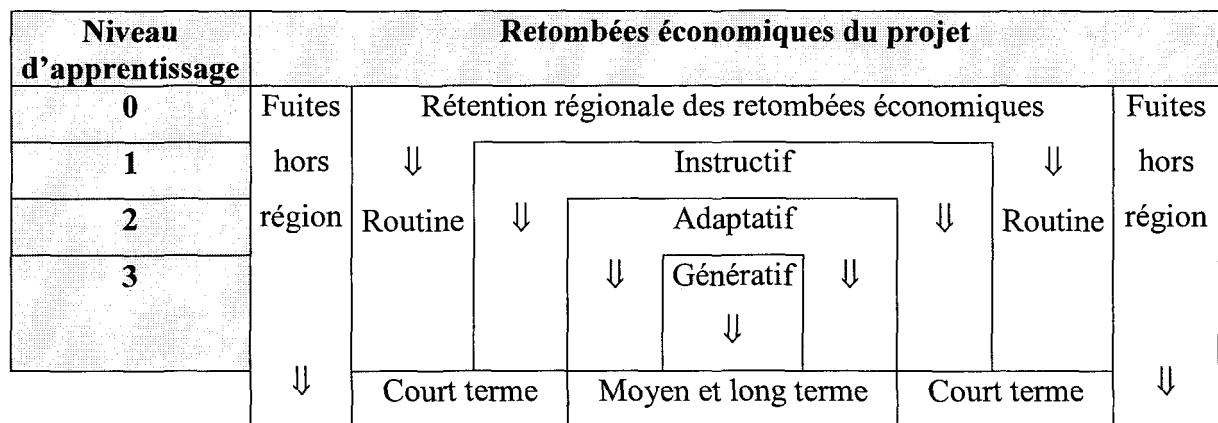 Niveau
d'apprentissage
Retombées économiques du projet
0
Fuites
Rétention régionale des retombées économiques
Fuites
1
hors
⇓
Instructif
⇓
hors
2
région
Routine
⇓
Adaptatif
⇓
Routine
région
3
⇓
Génératif
⇓
⇓
⇓
Court terme
Moyen et long terme
Court terme
⇓